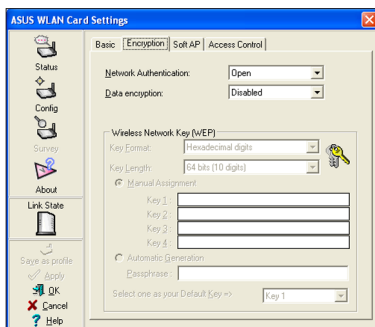 ASUS WLAN Card Settings
Status
Config
Survey
About
Link State
Save as profile
Apply
OK
Cancel
Help
Basic Encryption Soft AP Access Control
Network Authentication: Open
Data encryption: Disabled
Wireless Network Key (WEP)
Key Format: Hexadecimal digits
Key Length: 64 bits (10 digits)
Manual Assignment
Key 1 :
Key 2 :
Key 3 :
Key 4 :
Automatic Generation
Passphrase :
Select one as your Default Key => Key 1